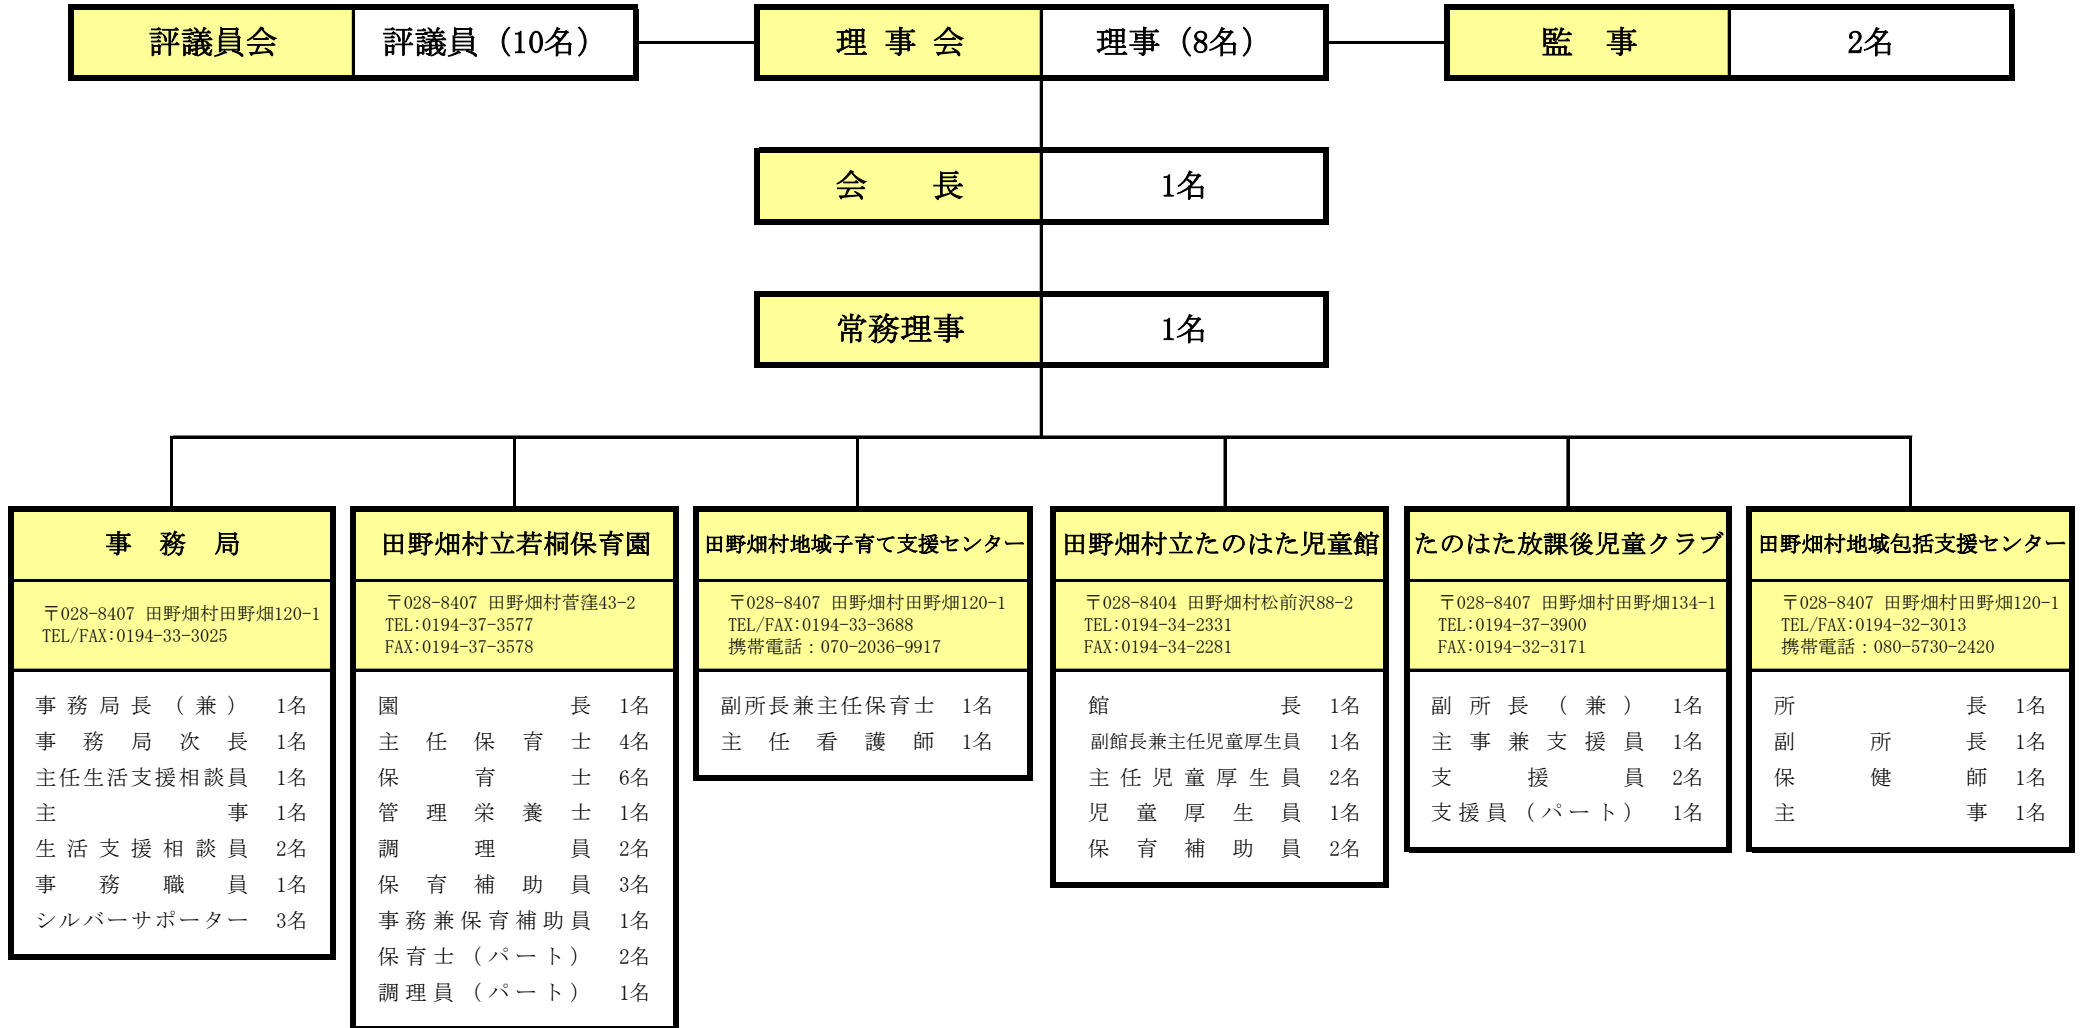 評議員会 評議員（10名） 理事会 理事（8名） 監事 2名
会長 1名
常務理事 1名
事務局
〒028-8407 田野畑村田野畑120-1
TEL/FAX:0194-33-3025
事務局長（兼） 1名
事務局次長 1名
主任生活支援相談員 1名
主事 1名
生活支援相談員 2名
事務職員 1名
シルバーサポーター 3名
田野畑村立若桐保育園
〒028-8407 田野畑村菅窪43-2
TEL:0194-37-3577
FAX:0194-37-3578
園長 1名
主任保育士 4名
保育士 6名
管理栄養士 1名
調理員 2名
保育補助員 3名
事務兼保育補助員 1名
保育士（パート） 2名
調理員（パート） 1名
田野畑村地域子育て支援センター
〒028-8407 田野畑村田野畑120-1
TEL/FAX:0194-33-3688
携帯電話：070-2036-9917
副所長兼主任保育士 1名
主任看護師 1名
田野畑村立たのはた児童館
〒028-8404 田野畑村松前沢88-2
TEL:0194-34-2331
FAX:0194-34-2281
館長 1名
副館長兼主任児童厚生員 1名
主任児童厚生員 2名
児童厚生員 1名
保育補助員 2名
たのはた放課後児童クラブ
〒028-8407 田野畑村田野畑134-1
TEL:0194-37-3900
FAX:0194-32-3171
副所長（兼） 1名
主事兼支援員 1名
支援員 2名
支援員（パート） 1名
田野畑村地域包括支援センター
〒028-8407 田野畑村田野畑120-1
TEL/FAX:0194-32-3013
携帯電話：080-5730-2420
所長 1名
副所長 1名
保健師 1名
主事 1名